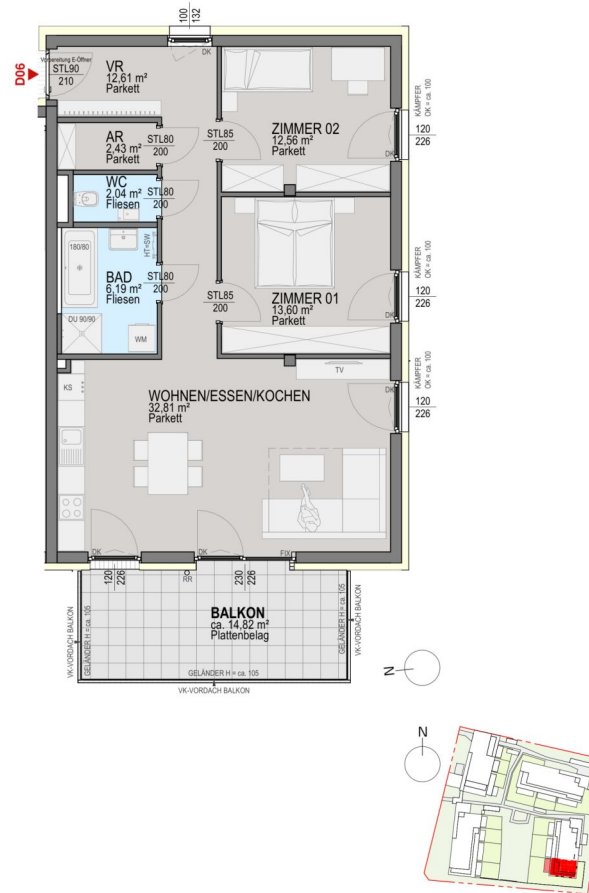 100
132
D06
Vorbereitung E-Öffner
STL90
210
VR
12,61 m²
Parkett
DK
AR
2,43 m²
Parkett
STL80
200
STL85
200
ZIMMER 02
12,56 m²
Parkett
DK
KÄMPFER
OK = ca. 100
120
226
WC
2,04 m²
Fliesen
STL80
200
180/80
HT=SW
BAD
6,19 m²
Fliesen
STL80
200
DU 90/90
WM
STL85
200
ZIMMER 01
13,60 m²
Parkett
DK
KÄMPFER
OK = ca. 100
120
226
KS
WOHNEN/ESSEN/KOCHEN
32,81 m²
Parkett
TV
DK
KÄMPFER
OK = ca. 100
120
226
DK
DK
FIX
120
226
RR
230
226
BALKON
ca. 14,82 m²
Plattenbelag
VK-VORDACH BALKON
GELÄNDER H = ca. 105
GELÄNDER H = ca. 105
VK-VORDACH BALKON
GELÄNDER H = ca. 105
VK-VORDACH BALKON
N
N